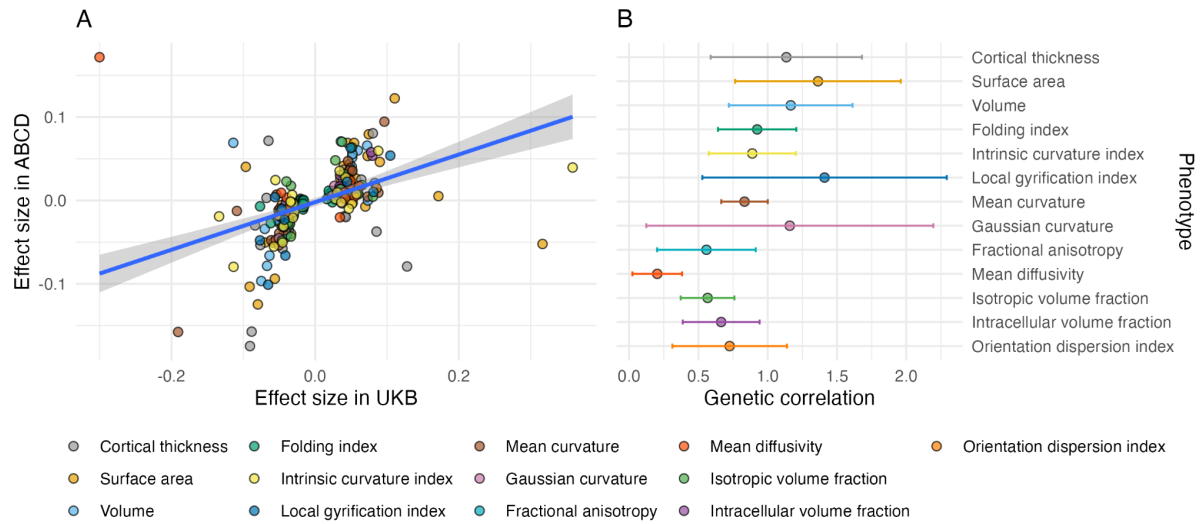 A
B
Effect size in ABCD
0.1
0.0
-0.1
-0.2
0.0
0.2
Effect size in UKB
Cortical thickness
Surface area
Volume
Folding index
Intrinsic curvature index
Local gyrification index
Mean curvature
Gaussian curvature
Fractional anisotropy
Mean diffusivity
Isotropic volume fraction
Intracellular volume fraction
Orientation dispersion index
Phenotype
0.0
0.5
1.0
1.5
2.0
Genetic correlation
Cortical thickness
Folding index
Mean curvature
Mean diffusivity
Orientation dispersion index
Surface area
Intrinsic curvature index
Gaussian curvature
Isotropic volume fraction
Volume
Local gyrification index
Fractional anisotropy
Intracellular volume fraction